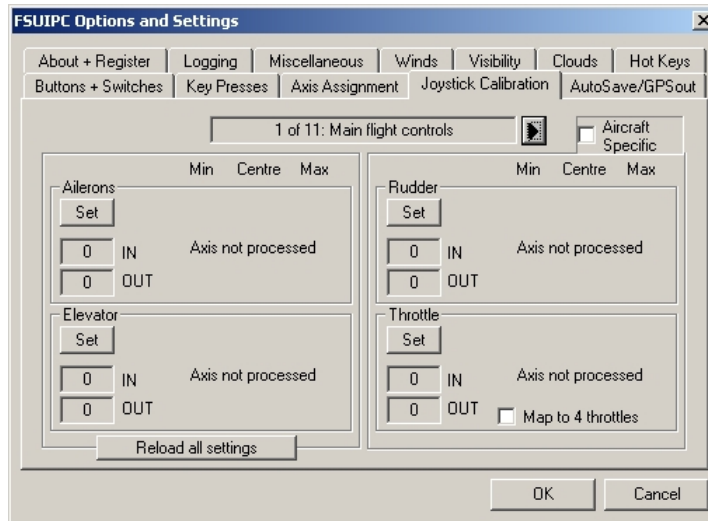 FSUIPC Options and Settings
About + Register Logging Miscellaneous Winds Visibility Clouds Hot Keys
Buttons + Switches Key Presses Axis Assignment Joystick Calibration AutoSave/GPSout
1 of 11: Main flight controls
Aircraft
Specific
Min Centre Max
Ailerons
Set
0 IN Axis not processed
0 OUT
Min Centre Max
Rudder
Set
0 IN Axis not processed
0 OUT
Elevator
Set
0 IN Axis not processed
0 OUT
Throttle
Set
0 IN Axis not processed
0 OUT Map to 4 throttles
Reload all settings
OK Cancel